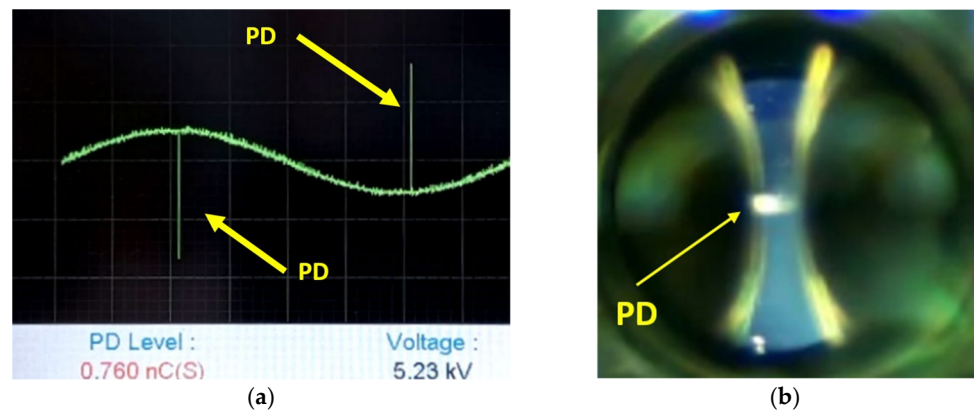 PD
PD
PD Level :
Voltage :
0.760 nC(S)
5.23 kV
PD
(a)
(b)